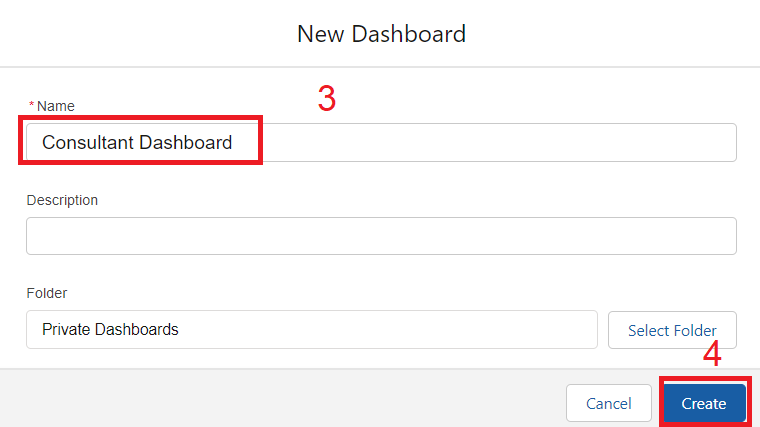 New Dashboard
3
* Name
Consultant Dashboard
Description
Folder
Private Dashboards
Select Folder
4
Cancel
Create